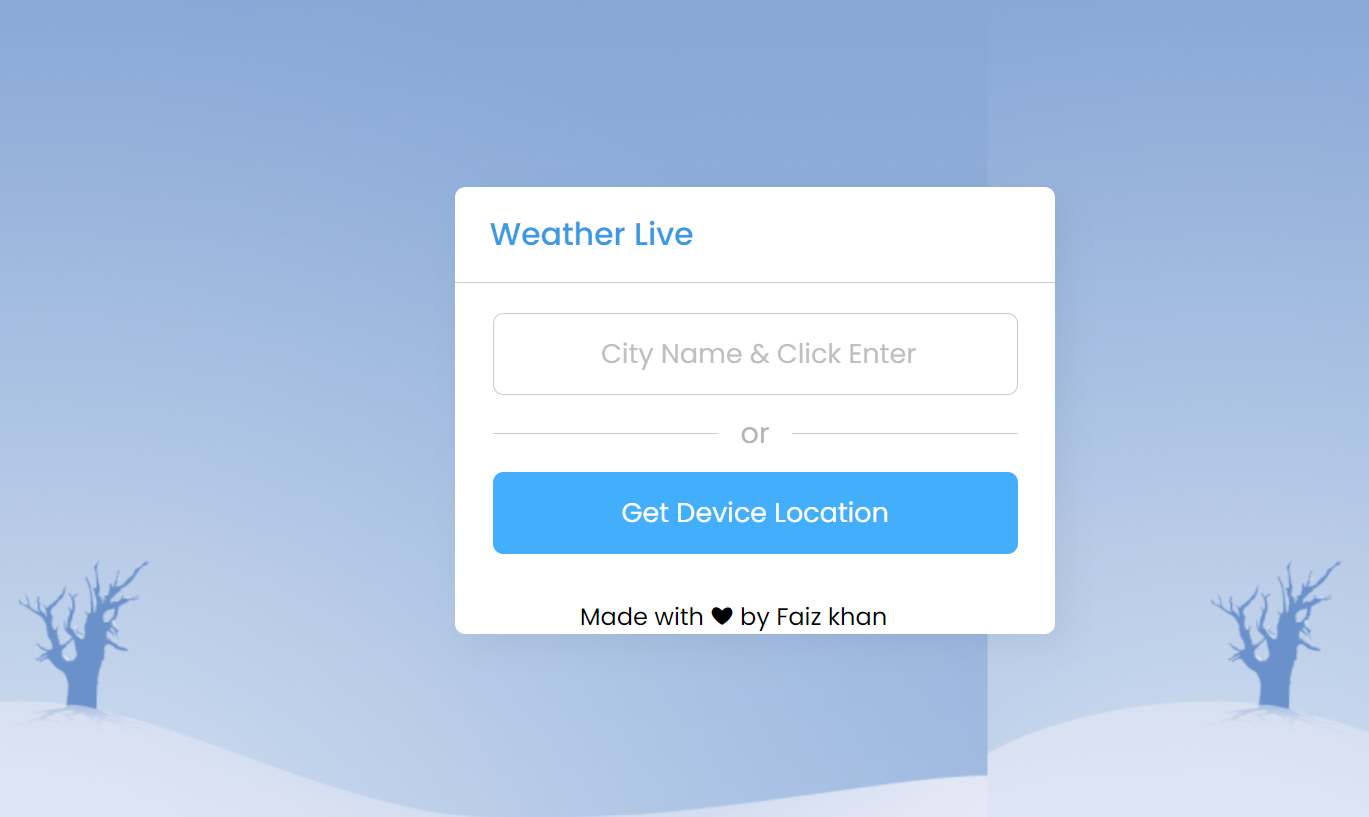 Weather Live
City Name & Click Enter
or
Get Device Location
Made with ❤ by Faiz khan